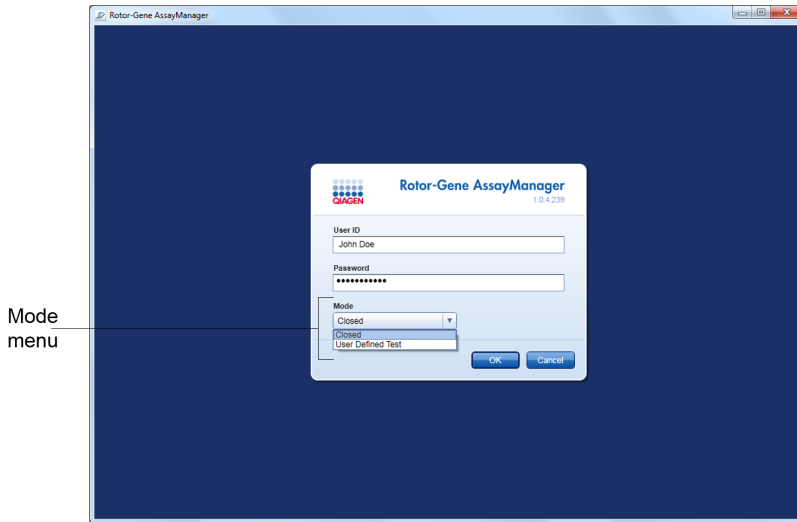 Rotor-Gene AssayManager
QIAGEN
Rotor-Gene AssayManager
1.0.4.239
User ID
John Doe
Password
•••••••••••
Mode
Closed
Closed
User Defined Test
OK
Cancel
Mode
menu